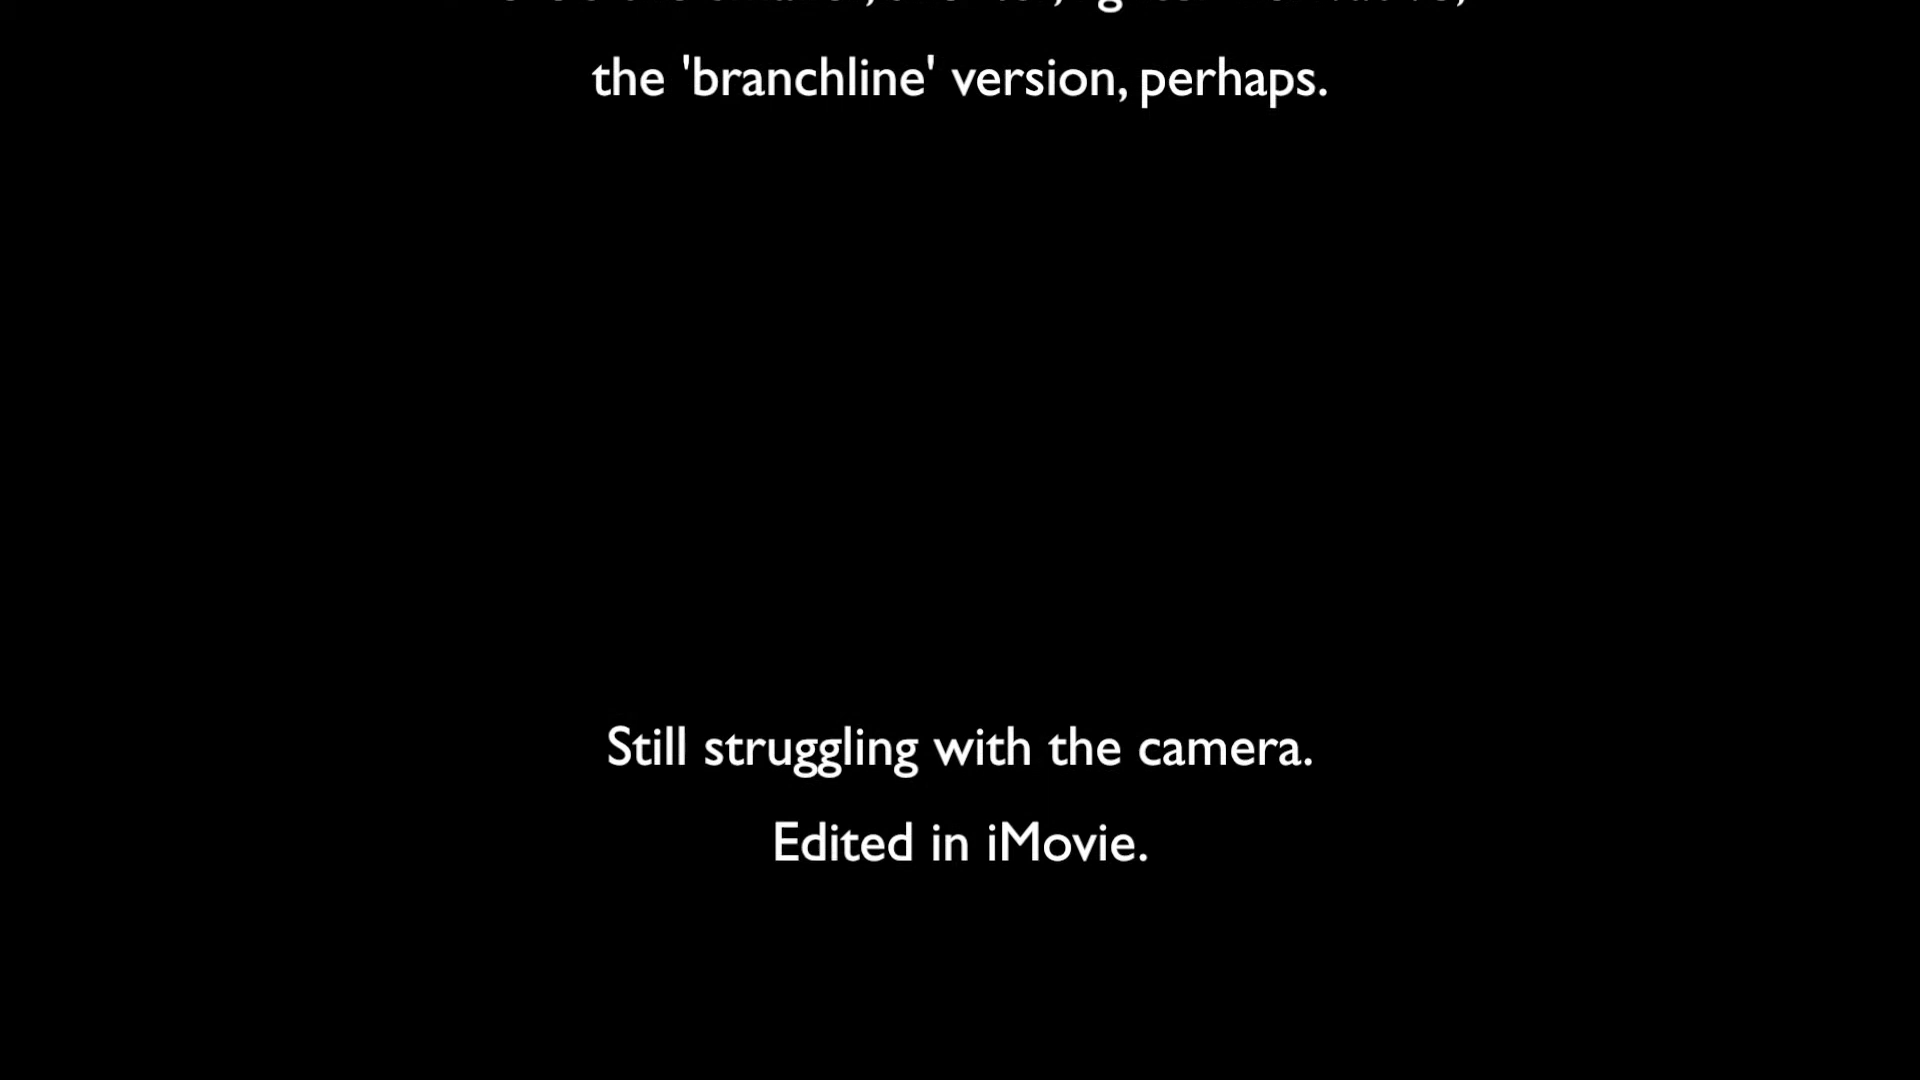 the 'branchline' version, perhaps.
Still struggling with the camera.
Edited in iMovie.